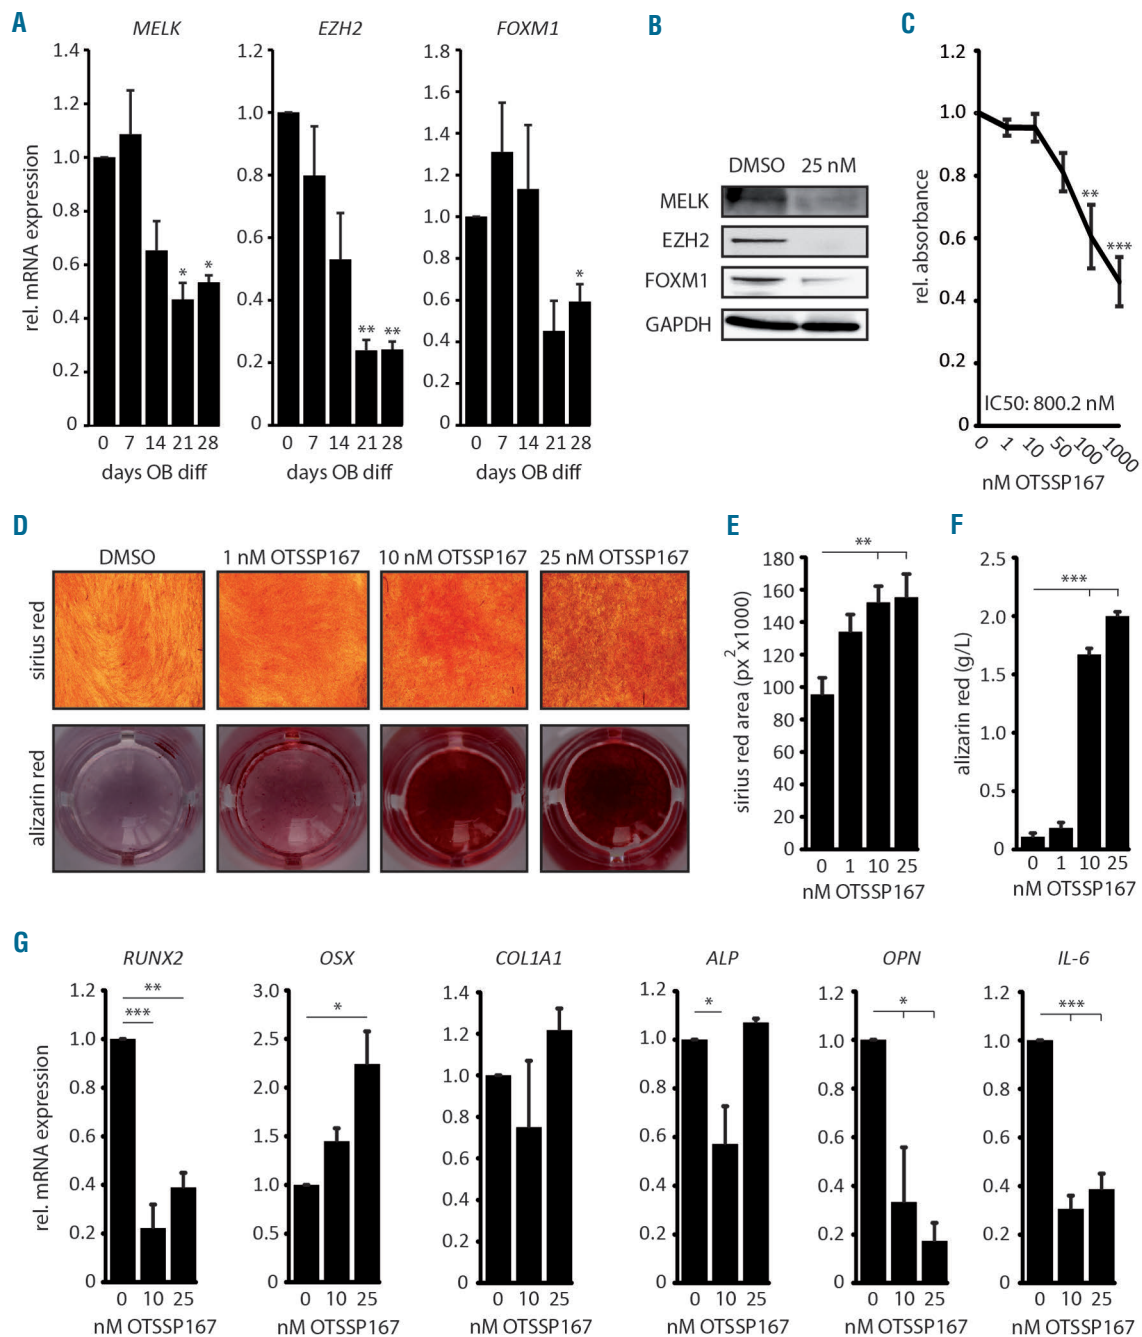 A
MELK
EZH2
FOXM1
rel. mRNA expression
1.4
1.2
1.0
0.8
0.6
0.4
0.2
0
* *
0 7 14 21 28
days OB diff
1.2
1.0
0.8
0.6
0.4
0.2
0
** **
0 7 14 21 28
days OB diff
1.8
1.6
1.4
1.2
1.0
0.8
0.6
0.4
0.2
0
*
0 7 14 21 28
days OB diff
B
DMSO 25 nM
MELK
EZH2
FOXM1
GAPDH
C
rel. absorbance
1.2
1.0
0.8
0.6
0.4
0.2
0
**
***
IC50: 800.2 nM
0 1 10 50 100 1000
nM OTSSP167
D
DMSO
1 nM OTSSP167
10 nM OTSSP167
25 nM OTSSP167
sirius red
alizarin red
E
sirius red area (px²x1000)
180
160
140
120
100
80
60
40
20
0
**
0 1 10 25
nM OTSSP167
F
alizarin red (g/L)
2.5
2.0
1.5
1.0
0.5
0
***
0 1 10 25
nM OTSSP167
G
rel. mRNA expression
RUNX2
1.2
1.0
0.8
0.6
0.4
0.2
0
**
***
0 10 25
nM OTSSP167
OSX
3.0
2.5
2.0
1.5
1.0
0.5
0
*
0 10 25
nM OTSSP167
COL1A1
1.4
1.2
1.0
0.8
0.6
0.4
0.2
0
0 10 25
nM OTSSP167
ALP
1.2
1.0
0.8
0.6
0.4
0.2
0
*
0 10 25
nM OTSSP167
OPN
1.2
1.0
0.8
0.6
0.4
0.2
0
*
0 10 25
nM OTSSP167
IL-6
1.2
1.0
0.8
0.6
0.4
0.2
0
***
0 10 25
nM OTSSP167